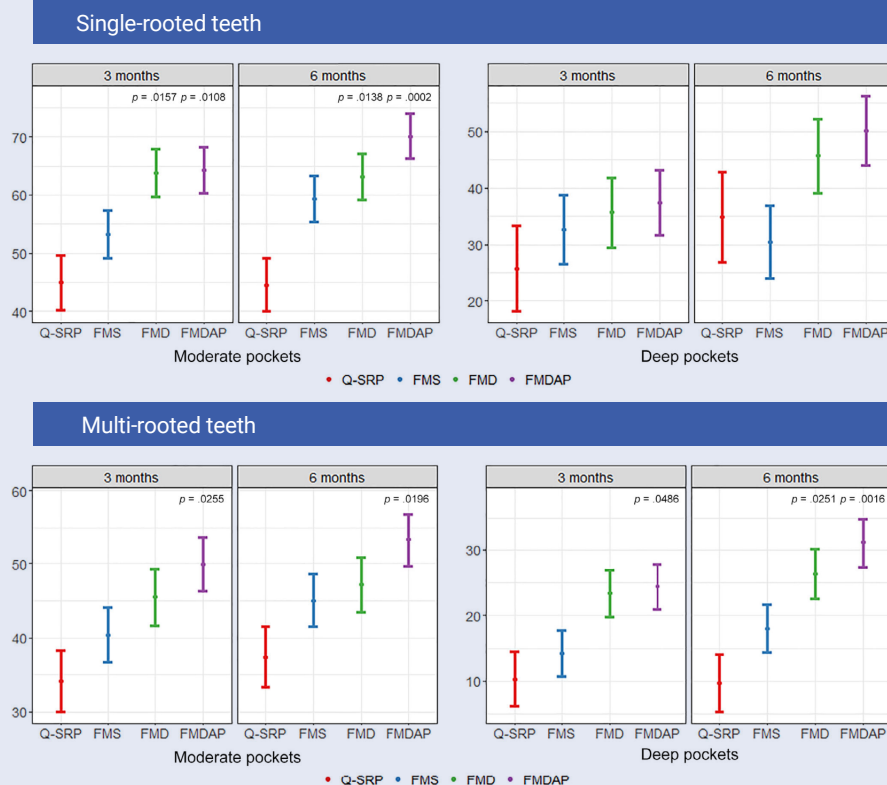 Single-rooted teeth
3 months
6 months
3 months
6 months
p = .0157 p = .0108
p = .0138 p = .0002
70
60
50
40
50
40
30
20
Q-SRP FMS FMD FMDAP
Q-SRP FMS FMD FMDAP
Q-SRP FMS FMD FMDAP
Q-SRP FMS FMD FMDAP
Moderate pockets
Deep pockets
Q-SRP FMS FMD FMDAP
Multi-rooted teeth
3 months
6 months
3 months
6 months
p = .0255
p = .0196
p = .0486
p = .0251 p = .0016
60
50
40
30
30
20
10
Q-SRP FMS FMD FMDAP
Q-SRP FMS FMD FMDAP
Q-SRP FMS FMD FMDAP
Q-SRP FMS FMD FMDAP
Moderate pockets
Deep pockets
Q-SRP FMS FMD FMDAP